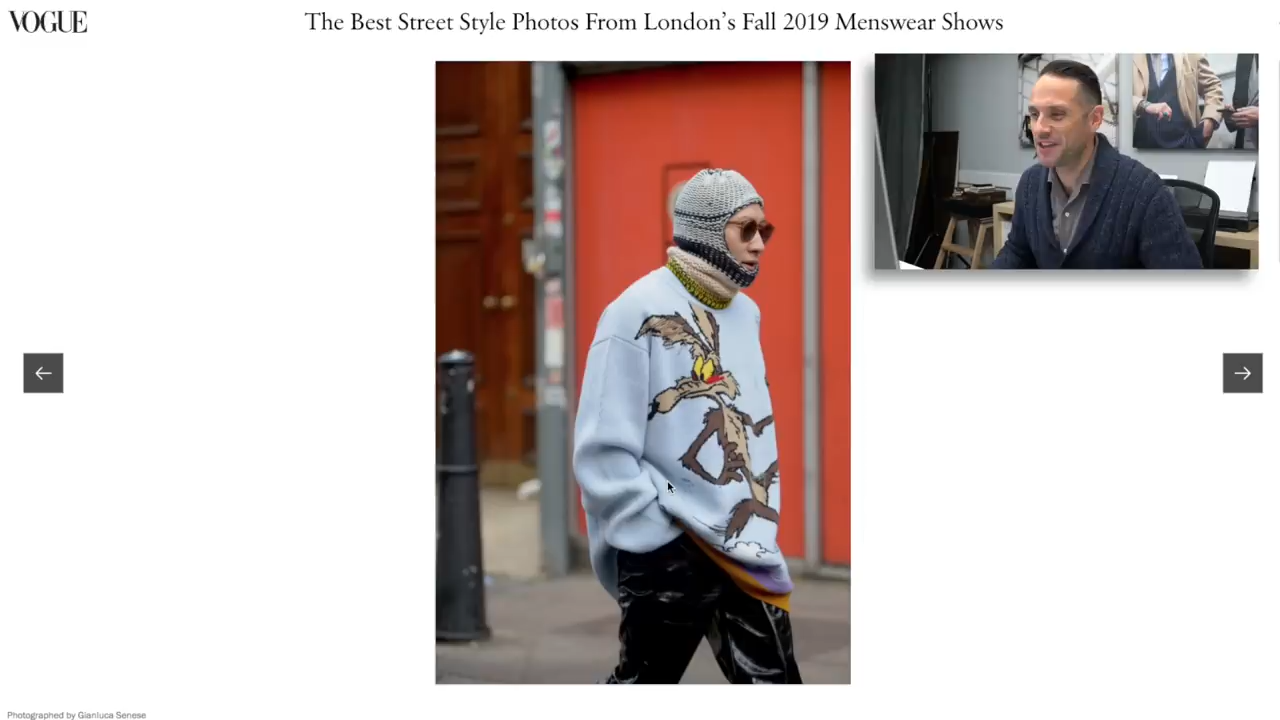 VOGUE
The Best Street Style Photos From London's Fall 2019 Menswear Shows
Photographed by Gianluca Senese